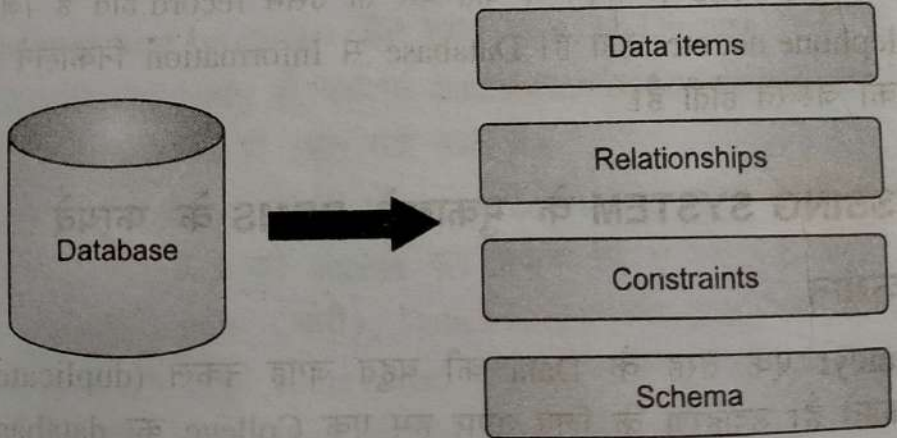 Data items
Relationships
Database
Constraints
Schema